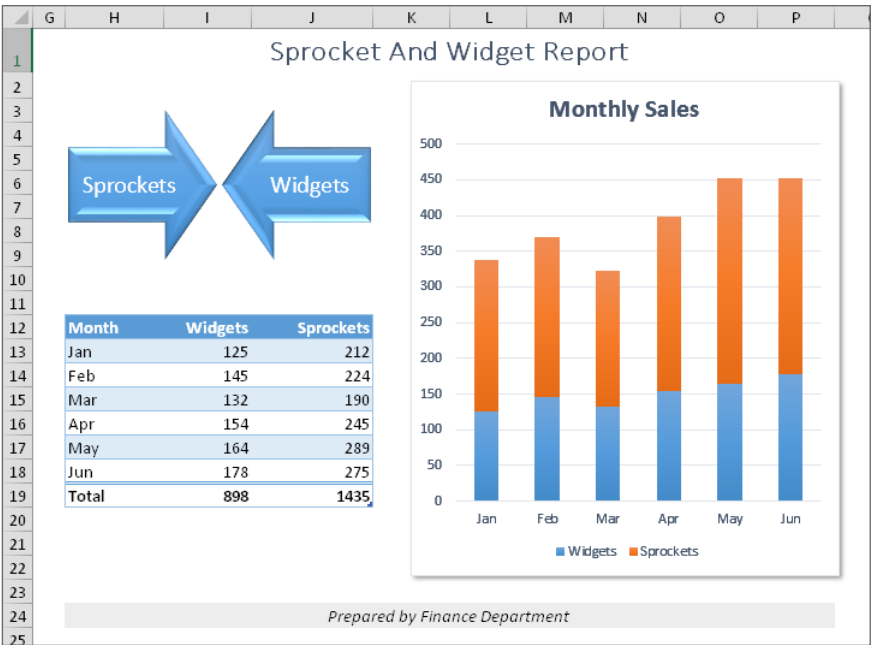 G H I J K L M N O P
1 Sprocket And Widget Report
2
3
4
5
6 Sprockets Widgets
7
8
9
10
11
12 Month Widgets Sprockets
13 Jan 125 212
14 Feb 145 224
15 Mar 132 190
16 Apr 154 245
17 May 164 289
18 Jun 178 275
19 Total 898 1435
20
21
22
23
24 Prepared by Finance Department
25
Monthly Sales
500
450
400
350
300
250
200
150
100
50
0
Jan Feb Mar Apr May Jun
Widgets Sprockets